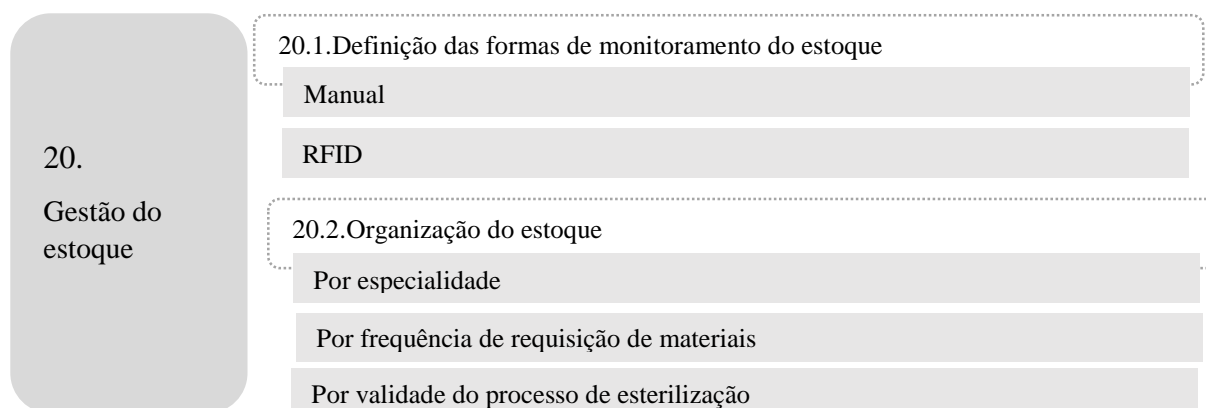 20.
Gestão do
estoque
20.1.Definição das formas de monitoramento do estoque
Manual
RFID
20.2.Organização do estoque
Por especialidade
Por frequência de requisição de materiais
Por validade do processo de esterilização